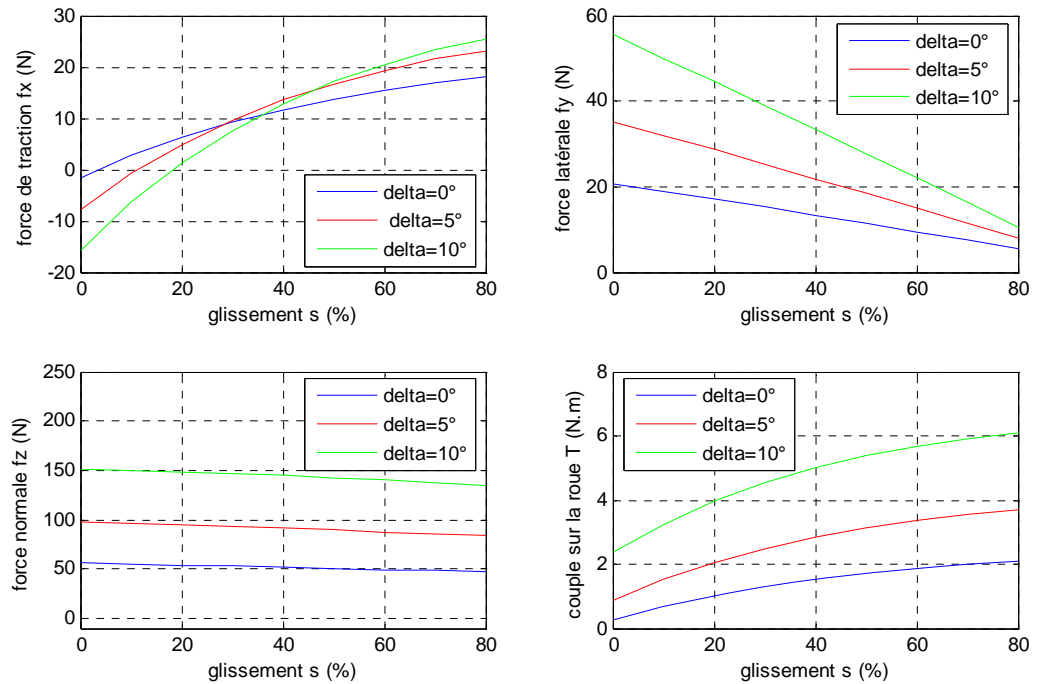 30
20
10
0
-10
-20
force de traction fx (N)
delta=0°
delta=5°
delta=10°
0 20 40 60 80
glissement s (%)
60
40
20
0
force latérale fy (N)
delta=0°
delta=5°
delta=10°
0 20 40 60 80
glissement s (%)
250
200
150
100
50
0
force normale fz (N)
delta=0°
delta=5°
delta=10°
0 20 40 60 80
glissement s (%)
8
6
4
2
0
couple sur la roue T (N.m)
delta=0°
delta=5°
delta=10°
0 20 40 60 80
glissement s (%)